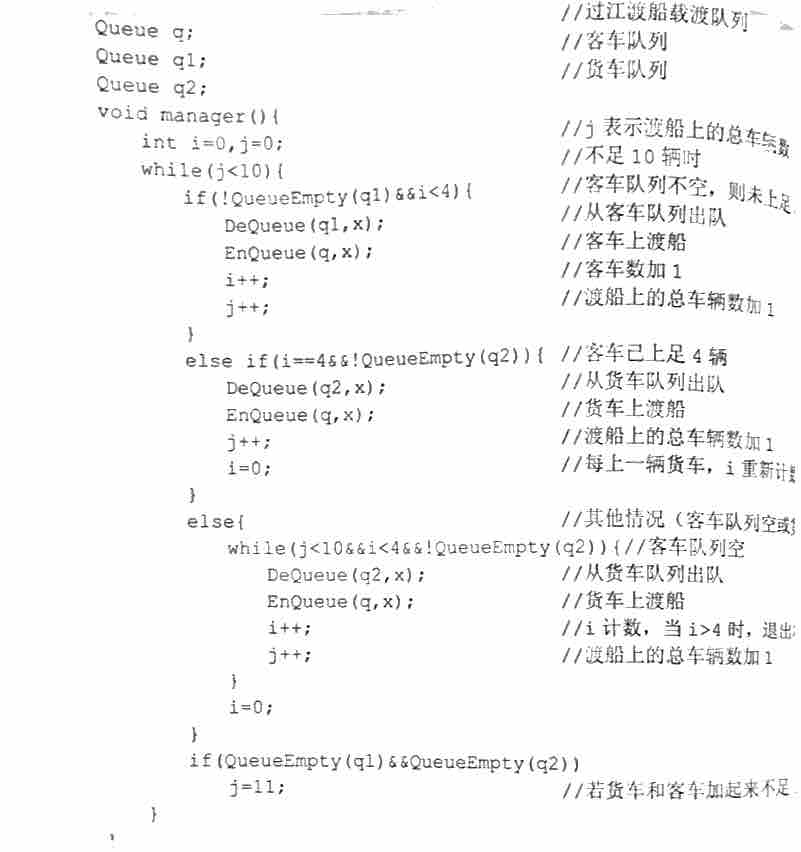 Queue q; //过江渡船载渡队列
Queue q1; //客车队列
Queue q2; //货车队列
void manager(){
int i=0,j=0; //j 表示渡船上的总车辆数
while(j<10){ //不足 10 辆时
if(!QueueEmpty(q1)&&i<4){ //客车队列不空，则未上足
DeQueue(q1,x); //从客车队列出队
EnQueue(q,x); //客车上渡船
i++; //客车数加 1
j++; //渡船上的总车辆数加 1
}
else if(i==4&&!QueueEmpty(q2)){ //客车已上足 4 辆
DeQueue(q2,x); //从货车队列出队
EnQueue(q,x); //货车上渡船
j++; //渡船上的总车辆数加 1
i=0; //每上一辆货车，i 重新计
}
else{ //其他情况（客车队列空或
while(j<10&&i<4&&!QueueEmpty(q2)){//客车队列空
DeQueue(q2,x); //从货车队列出队
EnQueue(q,x); //货车上渡船
i++; //i 计数，当 i>4 时，退出
j++; //渡船上的总车辆数加 1
}
i=0;
}
if(QueueEmpty(q1)&&QueueEmpty(q2))
j=11; //若货车和客车加起来不足
}